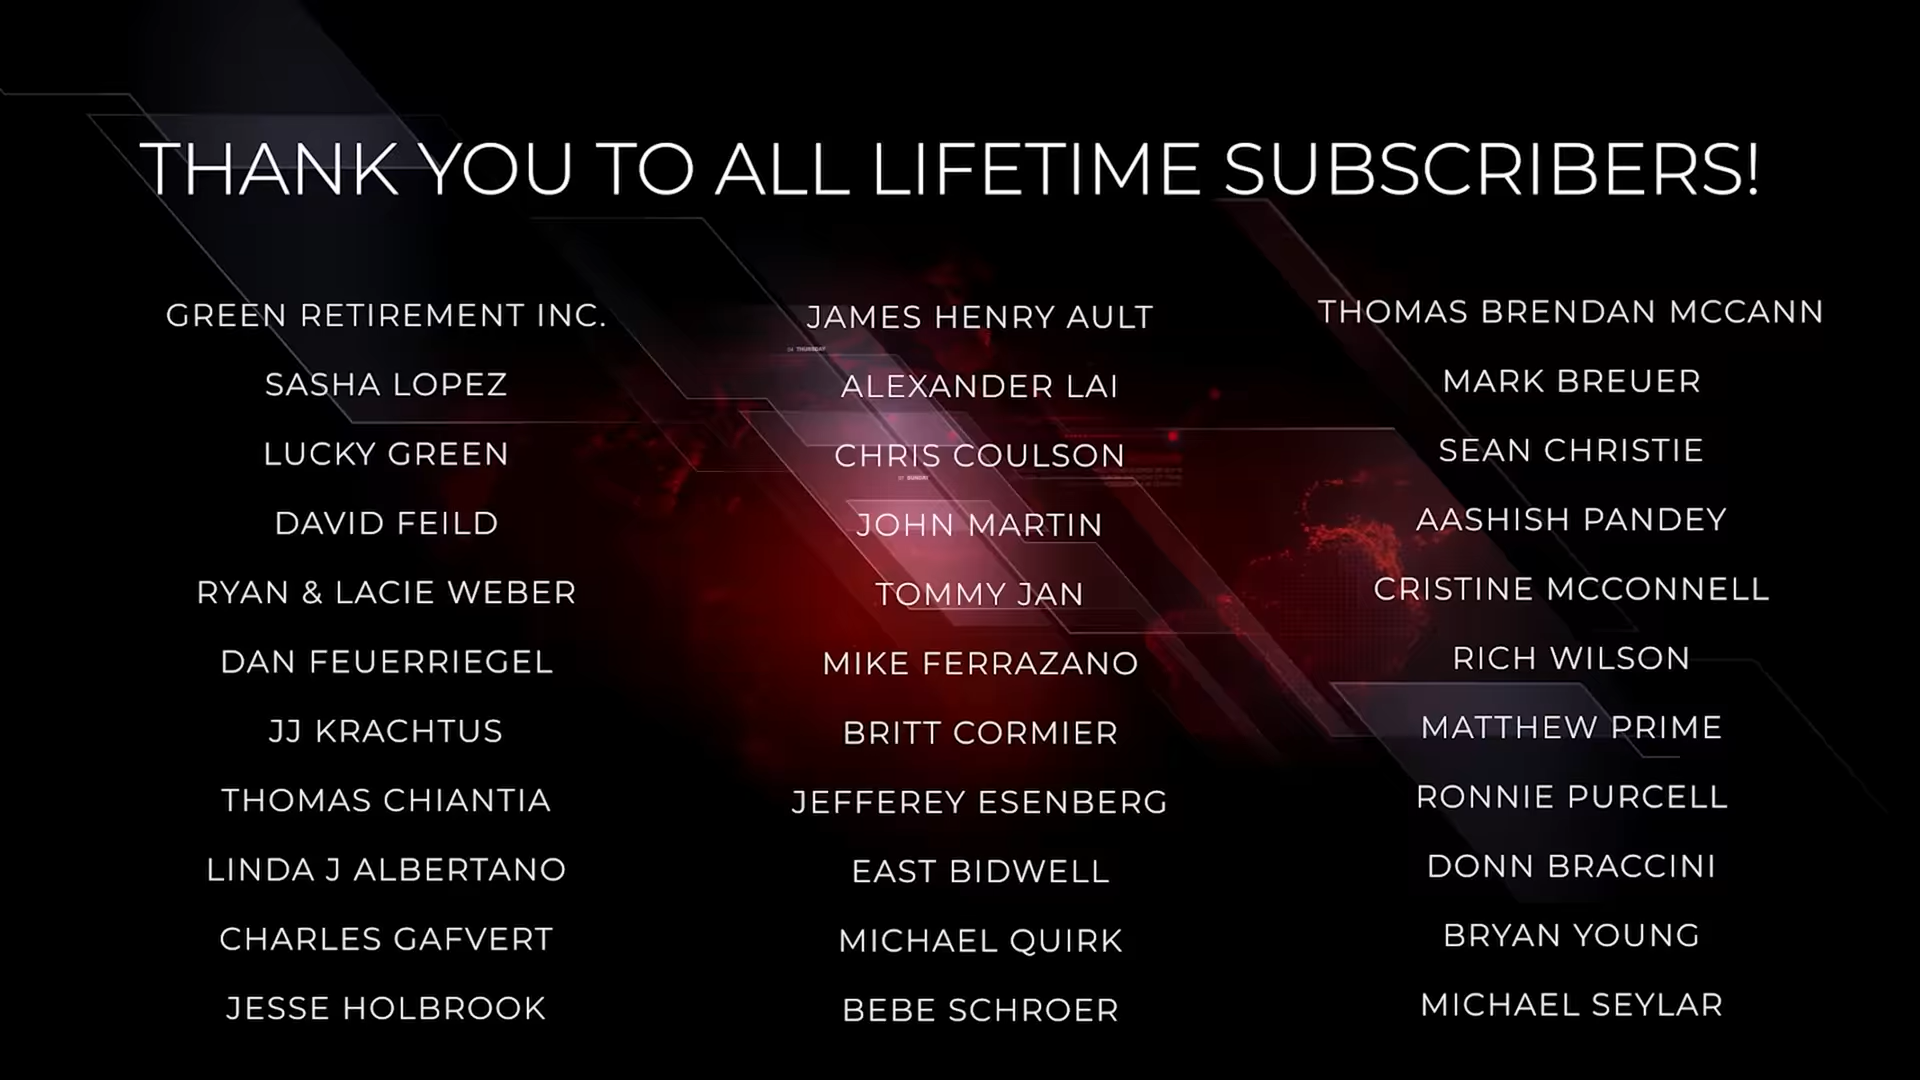 THANK YOU TO ALL LIFETIME SUBSCRIBERS!
GREEN RETIREMENT INC.
SASHA LOPEZ
LUCKY GREEN
DAVID FEILD
RYAN & LACIE WEBER
DAN FEUERRIEGEL
JJ KRACHTUS
THOMAS CHIANTIA
LINDA J ALBERTANO
CHARLES GAFVERT
JESSE HOLBROOK
JAMES HENRY AULT
04 THURSDAY
ALEXANDER LAI
CHRIS COULSON
07 SUNDAY
JOHN MARTIN
TOMMY JAN
MIKE FERRAZANO
BRITT CORMIER
JEFFEREY ESENBERG
EAST BIDWELL
MICHAEL QUIRK
BEBE SCHROER
THOMAS BRENDAN MCCANN
MARK BREUER
SEAN CHRISTIE
AASHISH PANDEY
CRISTINE MCCONNELL
RICH WILSON
MATTHEW PRIME
RONNIE PURCELL
DONN BRACCINI
BRYAN YOUNG
MICHAEL SEYLAR